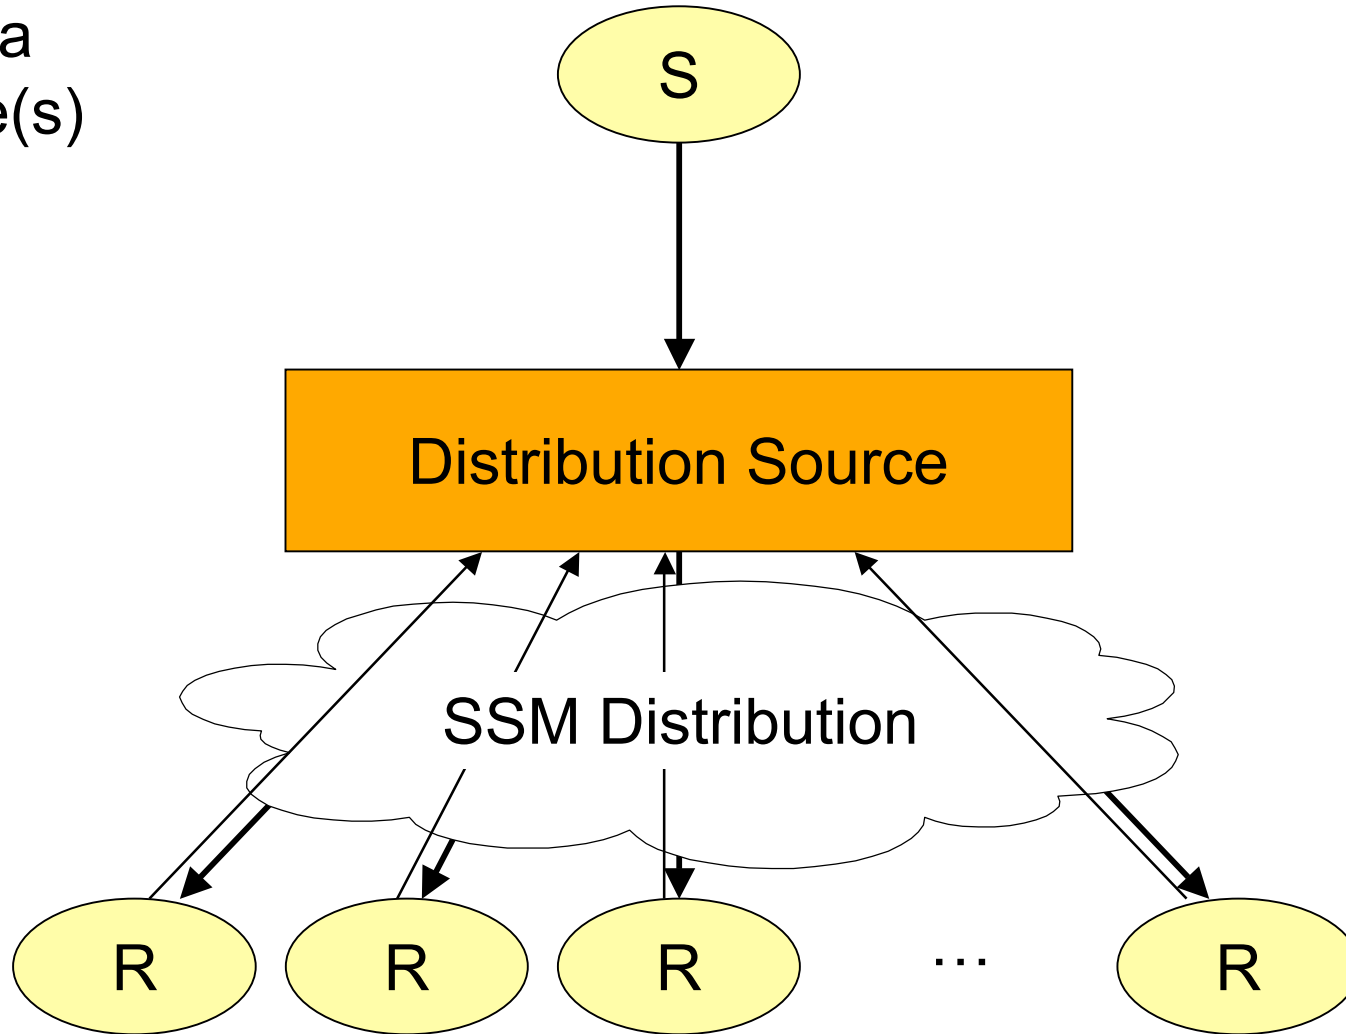 a
e(s)
S
Distribution Source
SSM Distribution
R R R ... R